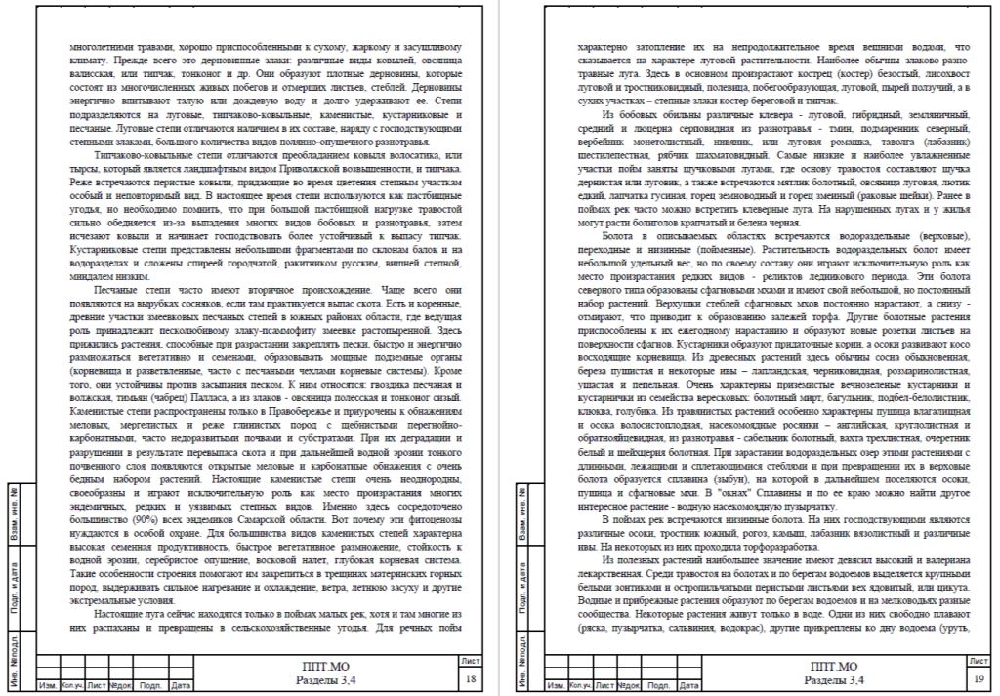 многолетними травами, хорошо приспособленными к сухому, жаркому и засушливому
климату. Прежде всего это дерновинные злаки: различные виды ковылей, овсяница
валисская, или типчак, тонконог и др. Они образуют плотные дерновины, которые
состоят из многочисленных живых побегов и отмерших листьев, стеблей. Дерновины
энергично впитывают талую или дождевую воду и долго удерживают ее. Степи
подразделяются на луговые, типчаково-ковыльные, каменистые, кустарниковые и
песчаные. Луговые степи отличаются наличием в их составе, наряду с господствующими
степными злаками, большого количества видов полянно-опушечного разнотравья.
Типчаково-ковыльные степи отличаются преобладанием ковыля волосатика, или
тырсы, который является ландшафтным видом Приволжской возвышенности, и типчака.
Реже встречаются перистые ковыли, придающие во время цветения степным участкам
особый и неповторимый вид. В настоящее время степи используются как пастбищные
угодья, но необходимо помнить, что при большой пастбищной нагрузке травостой
сильно обедняется из-за выпадения многих видов бобовых и разнотравья, затем
исчезают ковыли и начинает господствовать более устойчивый к выпасу типчак.
Кустарниковые степи представлены небольшими фрагментами по склонам балок и на
водоразделах и сложены спиреей городчатой, ракитником русским, вишней степной,
миндалем низким.
Песчаные степи часто имеют вторичное происхождение. Чаще всего они
появляются на вырубках сосняков, если там практикуется выпас скота. Есть и коренные,
древние участки змеевковых песчаных степей в южных районах области, где ведущая
роль принадлежит песколюбивому злаку-псаммофиту змеевке растопыренной. Здесь
прижились растения, способные при разрастании закреплять пески, быстро и энергично
размножаться вегетативно и семенами, образовывать мощные подземные органы
(корневища и разветвленные, часто с песчаными чехлами корневые системы). Кроме
того, они устойчивы против засыпания песком. К ним относятся: гвоздика песчаная и
волжская, тимьян (чабрец) Палласа, а из злаков - овсяница полесская и тонконог сизый.
Каменистые степи распространены только в Правобережье и приурочены к обнажениям
меловых, мергелистых и реже глинистых пород с щебнистыми перегнойно-
карбонатными, часто недоразвитыми почвами и субстратами. При их деградации и
разрушении в результате перевыпаса скота и при дальнейшей водной эрозии тонкого
почвенного слоя появляются открытые меловые и карбонатные обнажения с очень
бедным набором растений. Настоящие каменистые степи очень неоднородны,
своеобразны и играют исключительную роль как место произрастания многих
эндемичных, редких и уязвимых степных видов. Именно здесь сосредоточено
большинство (90%) всех эндемиков Самарской области. Вот почему эти фитоценозы
нуждаются в особой охране. Для большинства видов каменистых степей характерна
высокая семенная продуктивность, быстрое вегетативное размножение, стойкость к
водной эрозии, серебристое опушение, восковой налет, глубокая корневая система.
Такие особенности строения помогают им закрепиться в трещинах материнских горных
пород, выдерживать сильное нагревание и охлаждение, ветра, летнюю засуху и другие
экстремальные условия.
Настоящие луга сейчас находятся только в поймах малых рек, хотя и там многие из
них распаханы и превращены в сельскохозяйственные угодья. Для речных пойм
Взам. инв. №
Подп. и дата
Инв. №подл.
Изм. Кол.уч. Лист №док Подп. Дата
ППТ.МО
Разделы 3,4
Лист
18
характерно затопление их на непродолжительное время вешними водами, что
сказывается на характере луговой растительности. Наиболее обычны злаково-разно-
травные луга. Здесь в основном произрастают кострец (костер) безостый, лисохвост
луговой и тростниковидный, полевица, побегообразующая, луговой, пырей ползучий, а в
сухих участках – степные злаки костер береговой и типчак.
Из бобовых обильны различные клевера - луговой, гибридный, земляничный,
средний и люцерна серповидная из разнотравья - тмин, подмаренник северный,
вербейник монетолистный, нивяник, или луговая ромашка, таволга (лабазник)
шестилепестная, рябчик шахматовидный. Самые низкие и наиболее увлажненные
участки пойм заняты щучковыми лугами, где основу травостоя составляют щучка
дернистая или луговик, а также встречаются мятлик болотный, овсяница луговая, лютик
едкий, лапчатка гусиная, горец земноводный и горец змеиный (раковые шейки). Ранее в
поймах рек часто можно встретить клеверные луга. На нарушенных лугах и у жилья
могут расти болиголов крапчатый и белена черная.
Болота в описываемых областях встречаются водораздельные (верховые),
переходные и низинные (пойменные). Растительность водораздельных болот имеет
небольшой удельный вес, но по своему составу они играют исключительную роль как
место произрастания редких видов - реликтов ледникового периода. Эти болота
северного типа образованы сфагновыми мхами и имеют свой небольшой, но постоянный
набор растений. Верхушки стеблей сфагновых мхов постоянно нарастают, а снизу -
отмирают, что приводит к образованию залежей торфа. Другие болотные растения
приспособлены к их ежегодному нарастанию и образуют новые розетки листьев на
поверхности сфагнов. Кустарники образуют придаточные корни, а осоки развивают косо
восходящие корневища. Из древесных растений здесь обычны сосна обыкновенная,
береза пушистая и некоторые ивы – лапландская, черниковидная, розмаринолистная,
ушастая и пепельная. Очень характерны приземистые вечнозеленые кустарники и
кустарнички из семейства вересковых: болотный мирт, багульник, подбел-белолистник,
клюква, голубика. Из травянистых растений особенно характерны пушица влагалищная
и осока волосистоплодная, насекомоядные росянки – английская, круглолистная и
обратнояйцевидная, из разнотравья - сабельник болотный, вахта трехлистная, очеретник
белый и шейхцерия болотная. При зарастании водораздельных озер этими растениями с
длинными, лежащими и сплетающимися стеблями и при превращении их в верховые
болота образуется сплавина (зыбун), на которой в дальнейшем поселяются осоки,
пушица и сфагновые мхи. В "окнах" Сплавины и по ее краю можно найти другое
интересное растение - водную насекомоядную пузырчатку.
В поймах рек встречаются низинные болота. На них господствующими являются
различные осоки, тростник южный, рогоз, камыш, лабазник вязолистный и различные
ивы. На некоторых из них проходила торфоразработка.
Из полезных растений наибольшее значение имеют девясил высокий и валериана
лекарственная. Среди травостоя на болотах и по берегам водоемов выделяется крупными
белыми зонтиками и остропильчатыми перистыми листьями вех ядовитый, или цикута.
Водные и прибрежные растения образуют по берегам водоемов и на мелководьях разные
сообщества. Некоторые растения живут только в воде. Одни из них свободно плавают
(ряска, пузырчатка, сальвиния, водокрас), другие прикреплены ко дну водоема (уруть,
Взам. инв. №
Подп. и дата
Инв. №подл.
Изм. Кол.уч. Лист №док Подп. Дата
ППТ.МО
Разделы 3,4
Лист
19